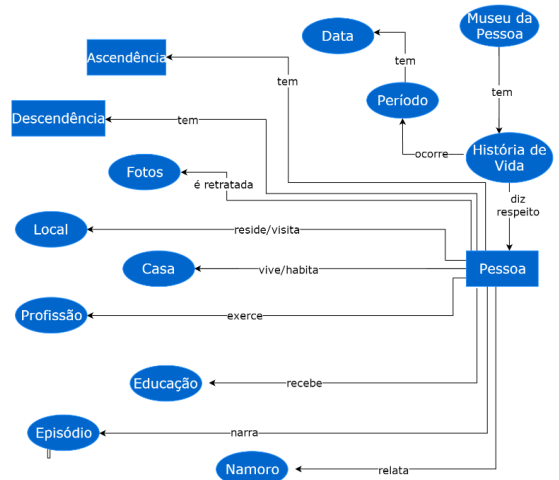 Museu da
Pessoa
Data
Ascendência
tem
tem
tem
Período
Descendência
tem
ocorre
História de
Vida
Fotos
é retratada
diz
respeito
Local
reside/visita
Casa
vive/habita
Pessoa
Profissão
exerce
Educação
recebe
Episódio
narra
Namoro
relata